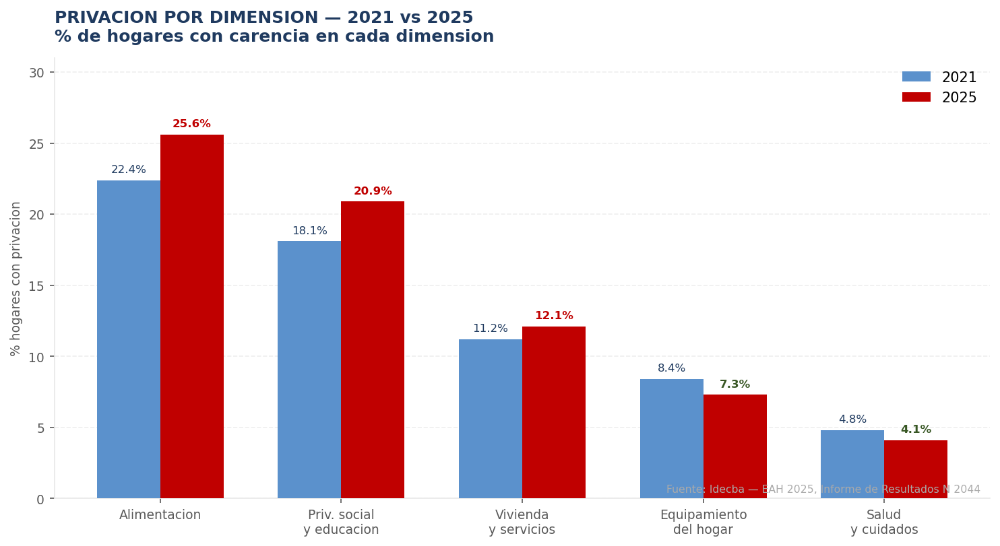 PRIVACION POR DIMENSION — 2021 vs 2025
% de hogares con carencia en cada dimension
2021
2025
% hogares con privacion
30
25
20
15
10
5
0
22.4%
25.6%
18.1%
20.9%
11.2%
12.1%
8.4%
7.3%
4.8%
4.1%
Fuente: Idecba — EAH 2025, Informe de Resultados N 2044
Alimentacion
Priv. social
y educacion
Vivienda
y servicios
Equipamiento
del hogar
Salud
y cuidados